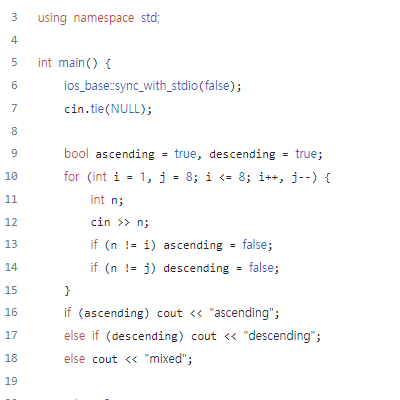 3 using namespace std;
4
5 int main() {
6 ios_base::sync_with_stdio(false);
7 cin.tie(NULL);
8
9 bool ascending = true, descending = true;
10 for (int i = 1, j = 8; i <= 8; i++, j--) {
11 int n;
12 cin >> n;
13 if (n != i) ascending = false;
14 if (n != j) descending = false;
15 }
16 if (ascending) cout << "ascending";
17 else if (descending) cout << "descending";
18 else cout << "mixed";
19